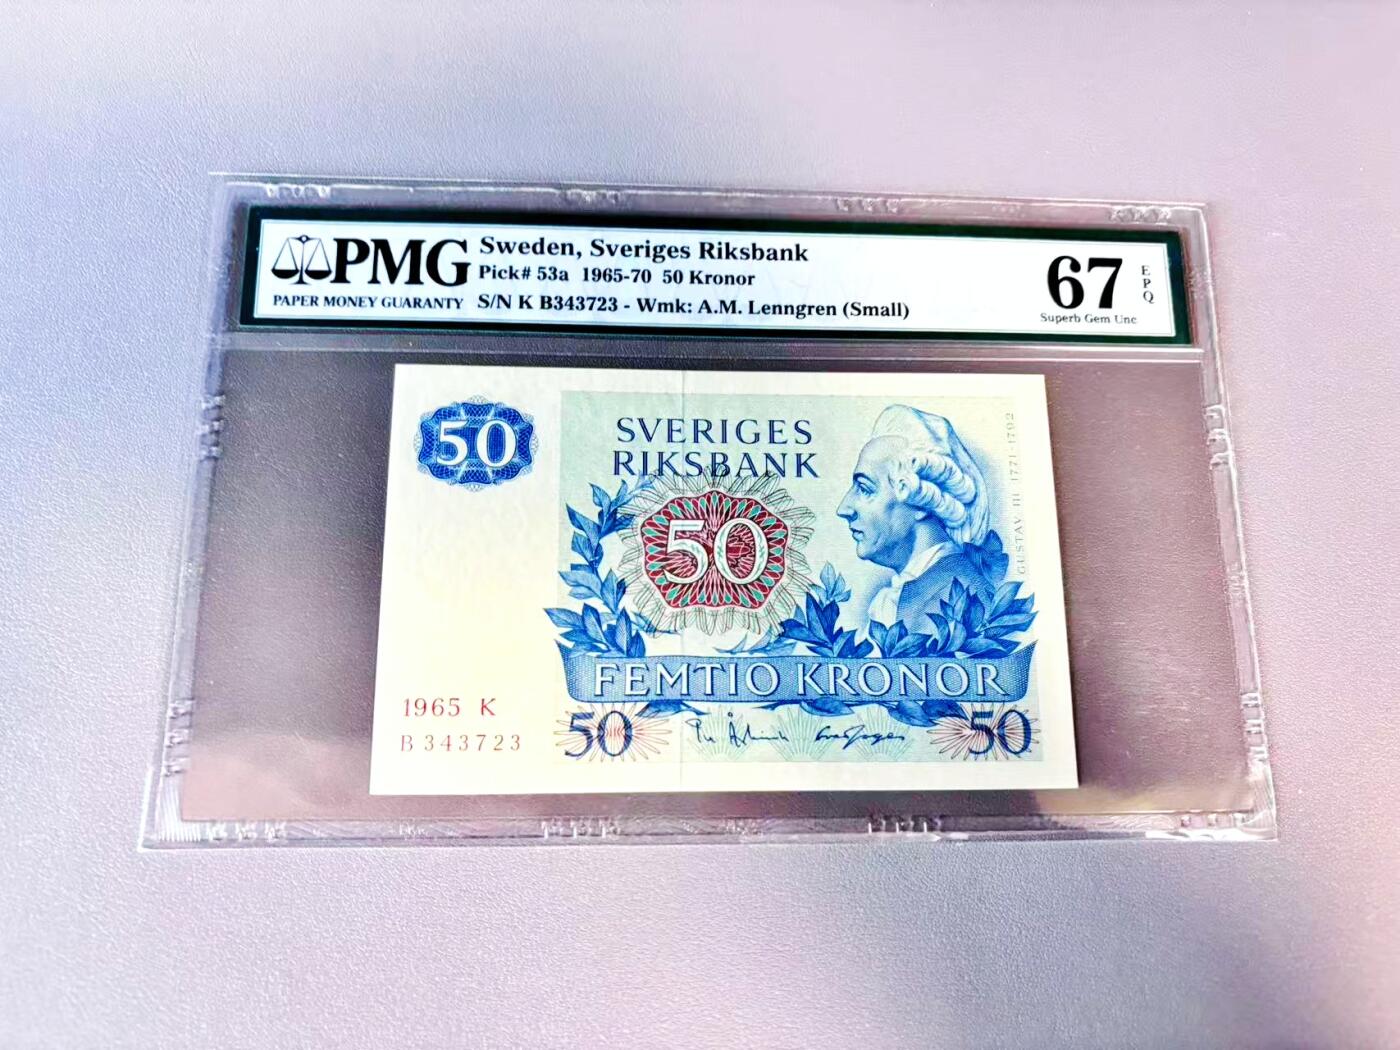 PMG
PAPER MONEY GUARANTY
Sweden, Sveriges Riksbank
Pick# 53a 1965-70 50 Kronor
S/N K B343723 - Wmk: A.M. Lenngren (Small)
67
EPQ
Superb Gem Unc
50
SVERIGES
RIKSBANK
50
GUSTAV III 1771-1792
FEMTIO KRONOR
1965 K
B 343723
50
50